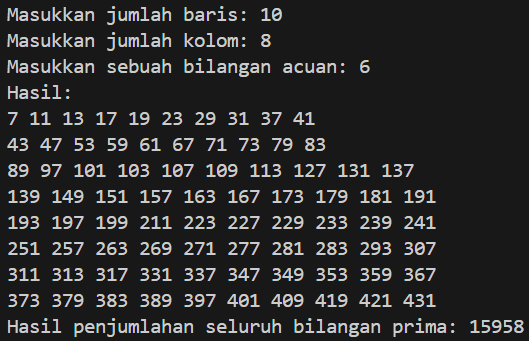 Masukkan jumlah baris: 10
Masukkan jumlah kolom: 8
Masukkan sebuah bilangan acuan: 6
Hasil:
7 11 13 17 19 23 29 31 37 41
43 47 53 59 61 67 71 73 79 83
89 97 101 103 107 109 113 127 131 137
139 149 151 157 163 167 173 179 181 191
193 197 199 211 223 227 229 233 239 241
251 257 263 269 271 277 281 283 293 307
311 313 317 331 337 347 349 353 359 367
373 379 383 389 397 401 409 419 421 431
Hasil penjumlahan seluruh bilangan prima: 15958